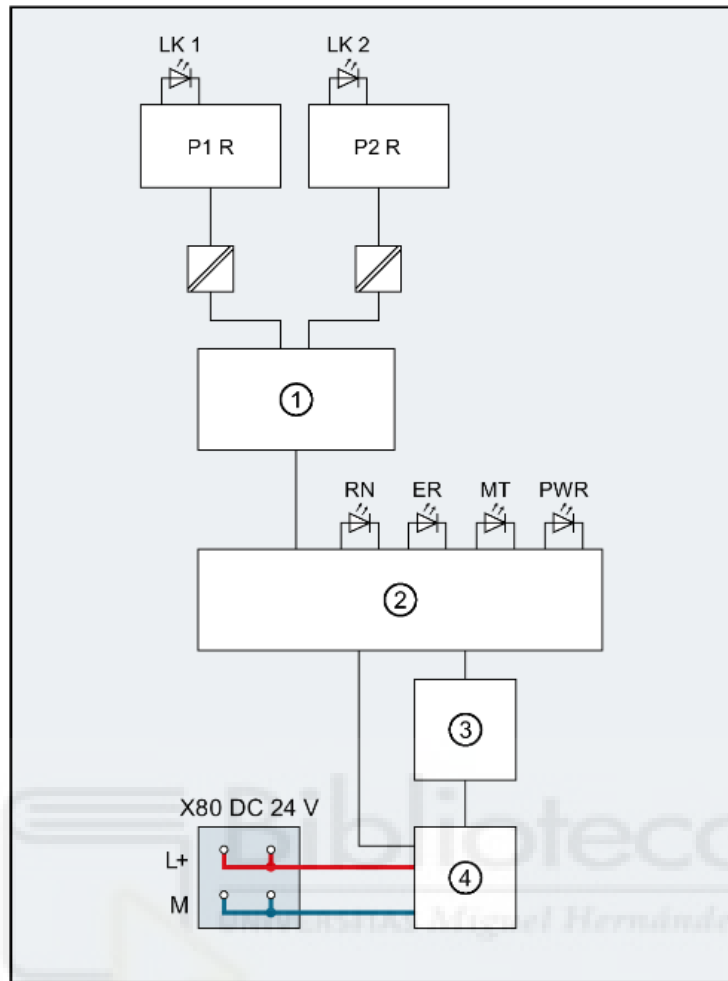 LK 1 LK 2
P1 R P2 R
1
RN ER MT PWR
2
3
X80 DC 24 V
L+
4
M
Biblioteca
UNIVERSITAS Miguel Hernández